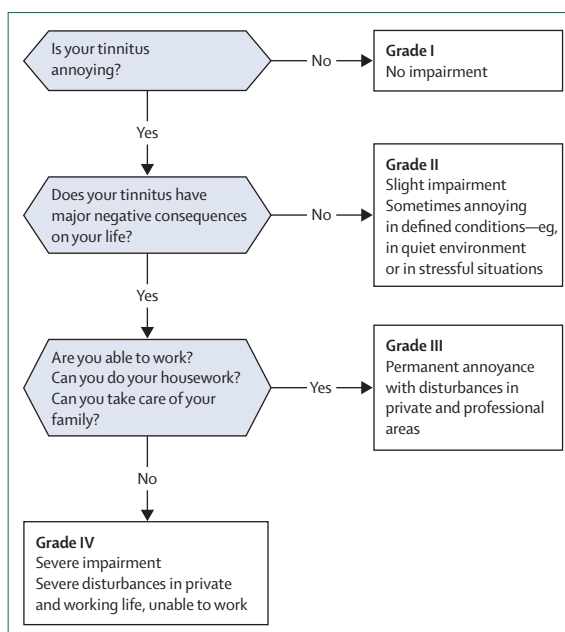 Is your tinnitus
annoying?
No
Grade I
No impairment
Yes
Does your tinnitus have
major negative consequences
on your life?
No
Grade II
Slight impairment
Sometimes annoying
in defined conditions—eg,
in quiet environment
or in stressful situations
Yes
Are you able to work?
Can you do your housework?
Can you take care of your
family?
Yes
Grade III
Permanent annoyance
with disturbances in
private and professional
areas
No
Grade IV
Severe impairment
Severe disturbances in private
and working life, unable to work